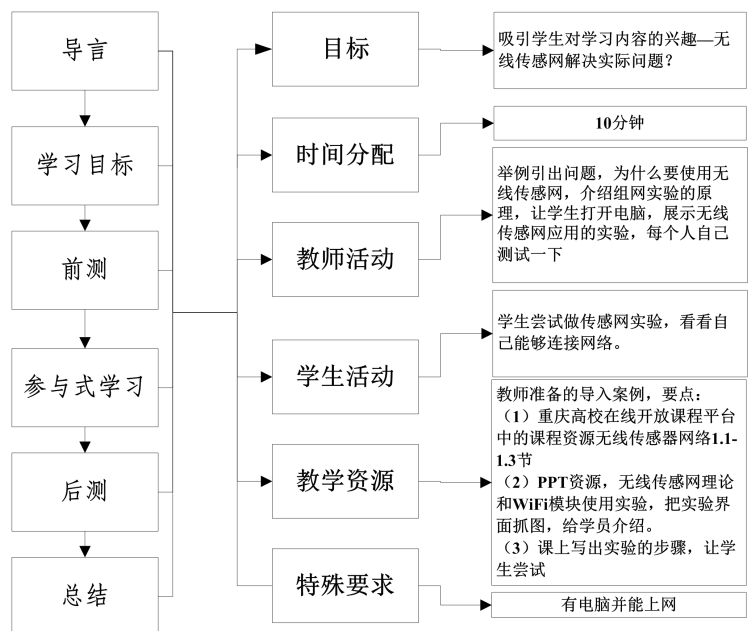 导言
学习目标
前测
参与式学习
后测
总结
目标
时间分配
教师活动
学生活动
教学资源
特殊要求
吸引学生对学习内容的兴趣—无
线传感网解决实际问题？
10分钟
举例引出问题，为什么要使用无
线传感网，介绍组网实验的原
理，让学生打开电脑，展示无线
传感网应用的实验，每个人自己
测试一下
学生尝试做传感网实验，看看自
己能够连接网络。
教师准备的导入案例，要点：
（1）重庆高校在线开放课程平台
中的课程资源无线传感器网络1.1-
1.3节
（2）PPT资源，无线传感网理论
和WiFi模块使用实验，把实验界
面抓图，给学员介绍。
（3）课上写出实验的步骤，让学
生尝试
有电脑并能上网